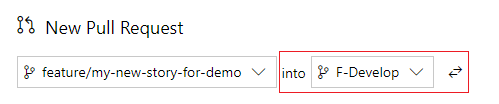 New Pull Request
feature/my-new-story-for-demo into F-Develop